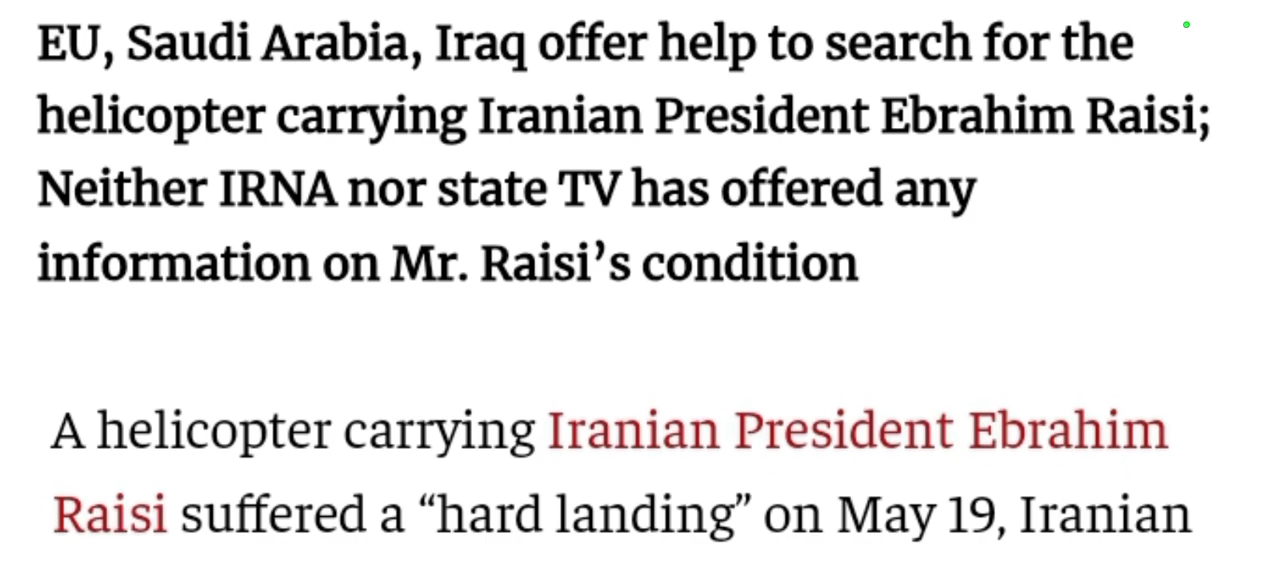 EU, Saudi Arabia, Iraq offer help to search for the
helicopter carrying Iranian President Ebrahim Raisi;
Neither IRNA nor state TV has offered any
information on Mr. Raisi’s condition
A helicopter carrying Iranian President Ebrahim
Raisi suffered a “hard landing” on May 19, Iranian